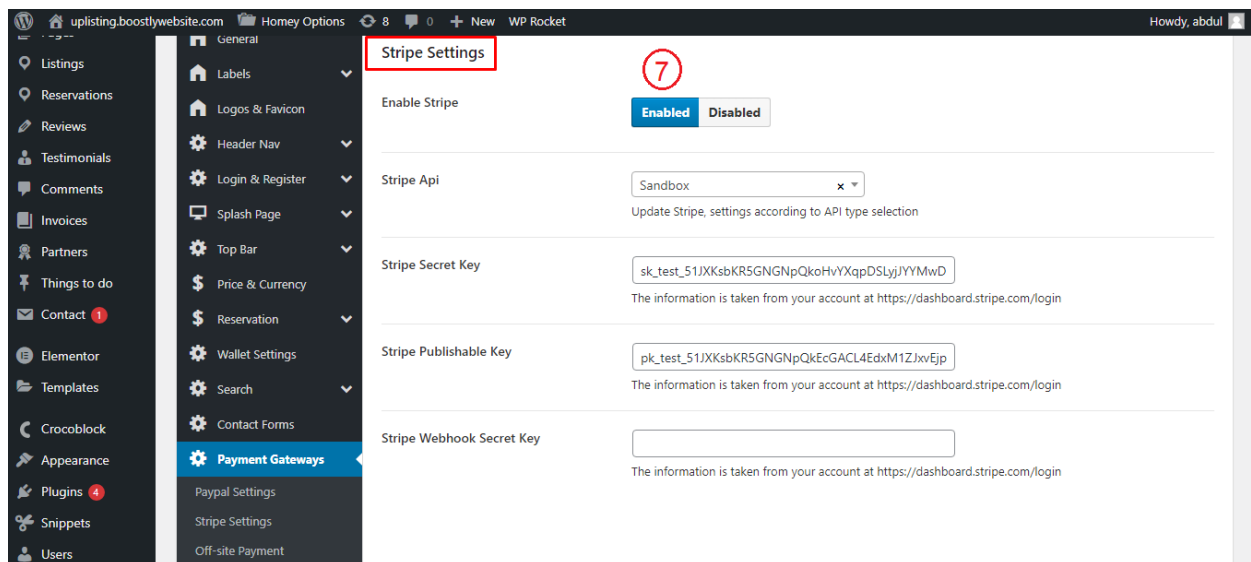 uplisting.boostlywebsite.com Homey Options 8 0 New WP Rocket Howdy, abdul
Listings
Reservations
Reviews
Testimonials
Comments
Invoices
Partners
Things to do
Contact 1
Elementor
Templates
Crocoblock
Appearance
Plugins 4
Snippets
Users
General
Labels
Logos & Favicon
Header Nav
Login & Register
Splash Page
Top Bar
Price & Currency
Reservation
Wallet Settings
Search
Contact Forms
Payment Gateways
Paypal Settings
Stripe Settings
Off-site Payment
Stripe Settings
7
Enable Stripe
Enabled Disabled
Stripe Api
Sandbox
Update Stripe, settings according to API type selection
Stripe Secret Key
sk_test_51JXKsbKR5GNGNpQkoHvYXqpDSLyjJYYMwD
The information is taken from your account at https://dashboard.stripe.com/login
Stripe Publishable Key
pk_test_51JXKsbKR5GNGNpQkEcGACL4EdxM1ZJxvEjp
The information is taken from your account at https://dashboard.stripe.com/login
Stripe Webhook Secret Key
The information is taken from your account at https://dashboard.stripe.com/login